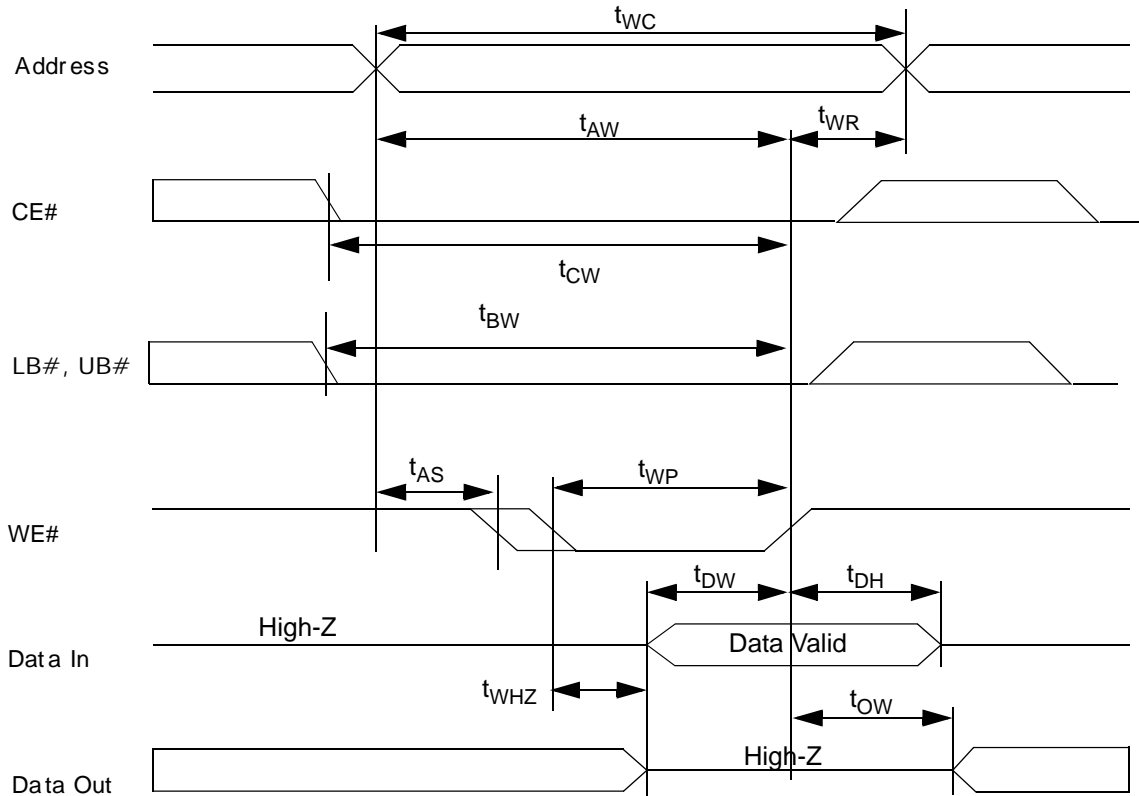 tWC
Address
tAW
tWR
CE#
tCW
tBW
LB#, UB#
tAS
tWP
WE#
tDW
tDH
High-Z
Data Valid
Data In
tWHZ
tOW
High-Z
Data Out